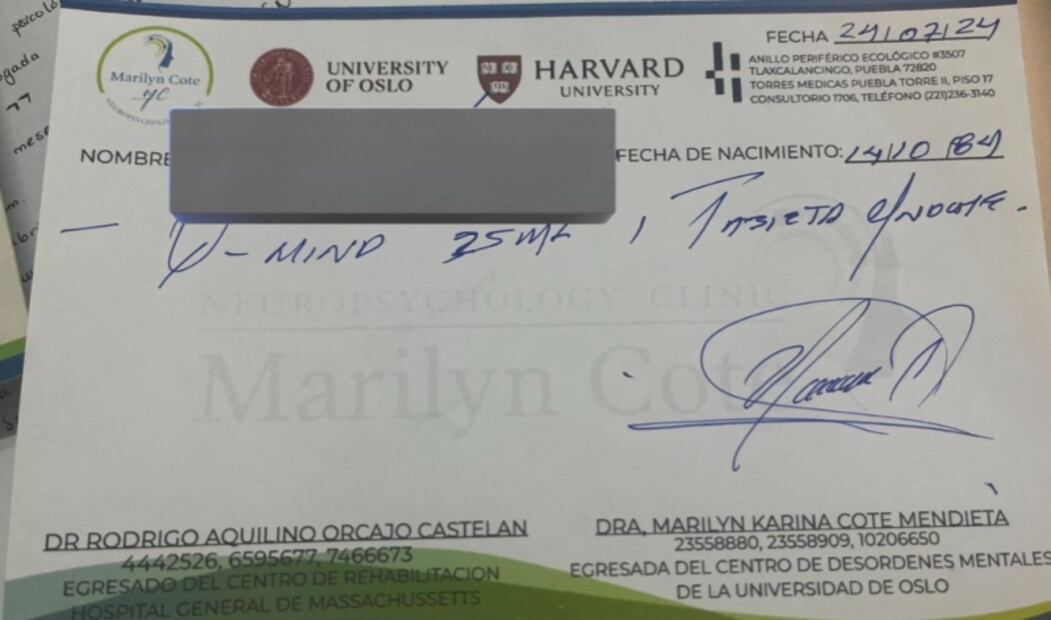 psicoló
FECHA 24/07/24
gada
Marilyn Cote
UNIVERSITY
OF OSLO
HARVARD
UNIVERSITY
ANILLO PERIFÉRICO ECOLÓGICO #3507
TLAXCALANCINGO, PUEBLA 72820
TORRES MEDICAS PUEBLA TORRE II, PISO 17
CONSULTORIO 1706, TELÉFONO (221)236-3140
77
NOMBRE
FECHA DE NACIMIENTO: 14/10/84
— Q-MIND 25ML, 1 TABLETA
NEUROPSYCHOLOGY CLINIC
Marilyn Cote
DR RODRIGO AQUILINO ORCAJO CASTELAN
4442526, 6595677, 7466673
EGRESADO DEL CENTRO DE REHABILITACION
HOSPITAL GENERAL DE MASSACHUSSETTS
DRA, MARILYN KARINA COTE MENDIETA
23558880, 23558909, 10206650
EGRESADA DEL CENTRO DE DESORDENES MENTALES
DE LA UNIVERSIDAD DE OSLO